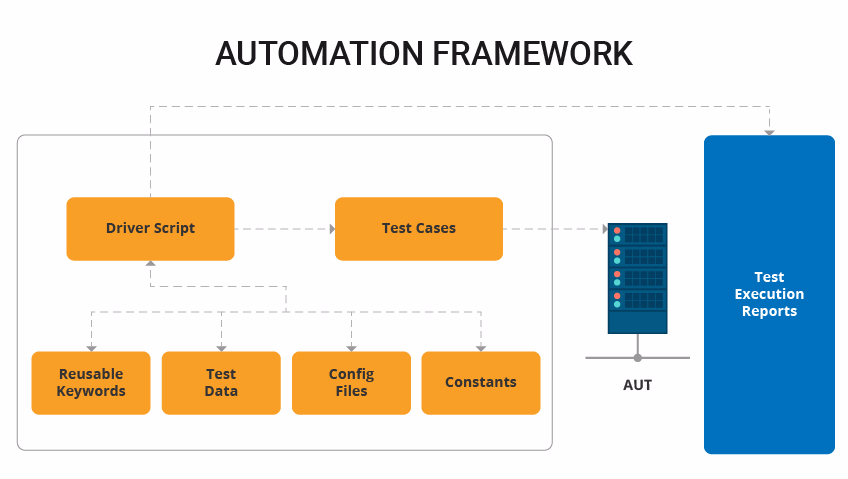 AUTOMATION FRAMEWORK
Driver Script
Test Cases
Test
Execution
Reports
Reusable
Keywords
Test
Data
Config
Files
Constants
AUT